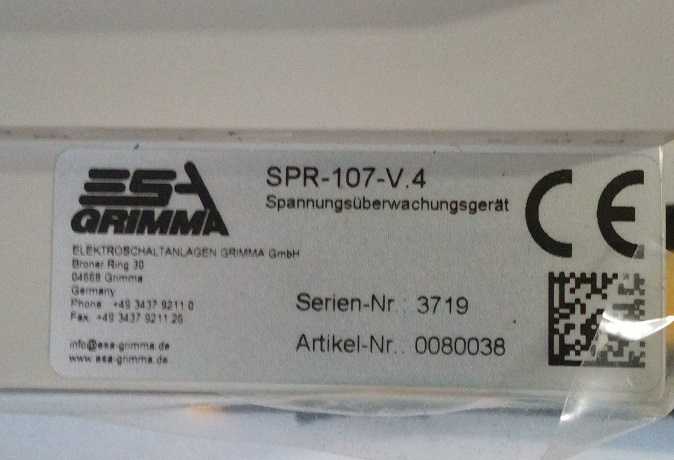 ESA
GRIMMA
ELEKTROSCHALTANLAGEN GRIMMA GmbH
Broner Ring 30
04668 Grimma
Germany
Phone: +49 3437 9211 0
Fax: +49 3437 9211 26
info@esa-grimma.de
www.esa-grimma.de
SPR-107-V.4
Spannungsüberwachungsgerät
Serien-Nr.: 3719
Artikel-Nr.: 0080038
CE